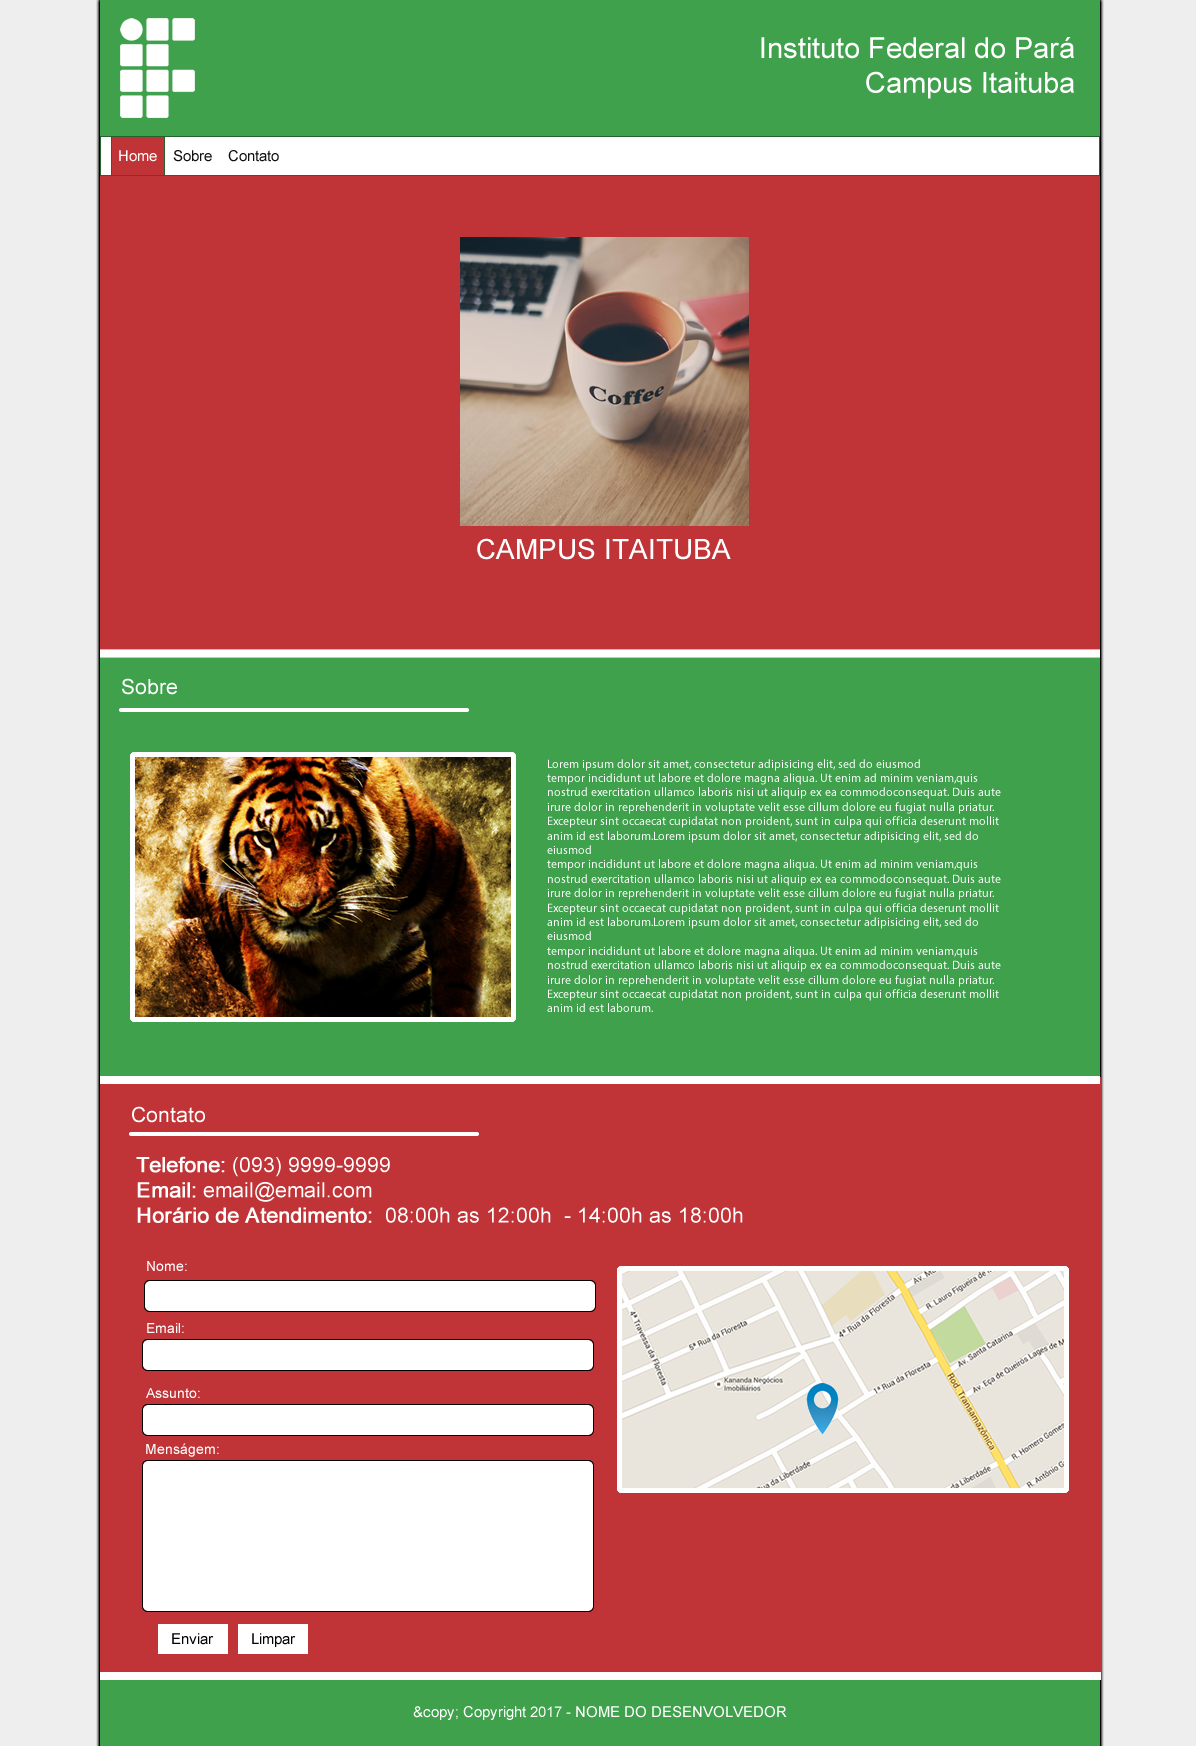 Instituto Federal do Pará
Campus Itaituba
Home Sobre Contato
Coffee
CAMPUS ITAITUBA
Sobre
Lorem ipsum dolor sit amet, consectetur adipisicing elit, sed do eiusmod
tempor incididunt ut labore et dolore magna aliqua. Ut enim ad minim veniam,quis
nostrud exercitation ullamco laboris nisi ut aliquip ex ea commodoconsequat. Duis aute
irure dolor in reprehenderit in voluptate velit esse cillum dolore eu fugiat nulla priatur.
Excepteur sint occaecat cupidatat non proident, sunt in culpa qui officia deserunt mollit
anim id est laborum.Lorem ipsum dolor sit amet, consectetur adipisicing elit, sed do
eiusmod
tempor incididunt ut labore et dolore magna aliqua. Ut enim ad minim veniam,quis
nostrud exercitation ullamco laboris nisi ut aliquip ex ea commodoconsequat. Duis aute
irure dolor in reprehenderit in voluptate velit esse cillum dolore eu fugiat nulla priatur.
Excepteur sint occaecat cupidatat non proident, sunt in culpa qui officia deserunt mollit
anim id est laborum.Lorem ipsum dolor sit amet, consectetur adipisicing elit, sed do
eiusmod
tempor incididunt ut labore et dolore magna aliqua. Ut enim ad minim veniam,quis
nostrud exercitation ullamco laboris nisi ut aliquip ex ea commodoconsequat. Duis aute
irure dolor in reprehenderit in voluptate velit esse cillum dolore eu fugiat nulla priatur.
Excepteur sint occaecat cupidatat non proident, sunt in culpa qui officia deserunt mollit
anim id est laborum.
Contato
Telefone: (093) 9999-9999
Email: email@email.com
Horário de Atendimento: 08:00h as 12:00h - 14:00h as 18:00h
Nome:
Email:
Assunto:
Menságem:
Enviar Limpar
Av.
R. Lauro Figueira de
4ª Travessa da Floresta
5ª Rua da Floresta
4ª Rua da Floresta
Av. Santa Catarina
Kananda Negócios
Imobiliários
1ª Rua da Floresta
Av. Eça de Queirós Lages de
Rod. Transamazônica
R. Homero Gomes
ua da Liberdade
da Liberdade
R. Antônio
&copy; Copyright 2017 - NOME DO DESENVOLVEDOR